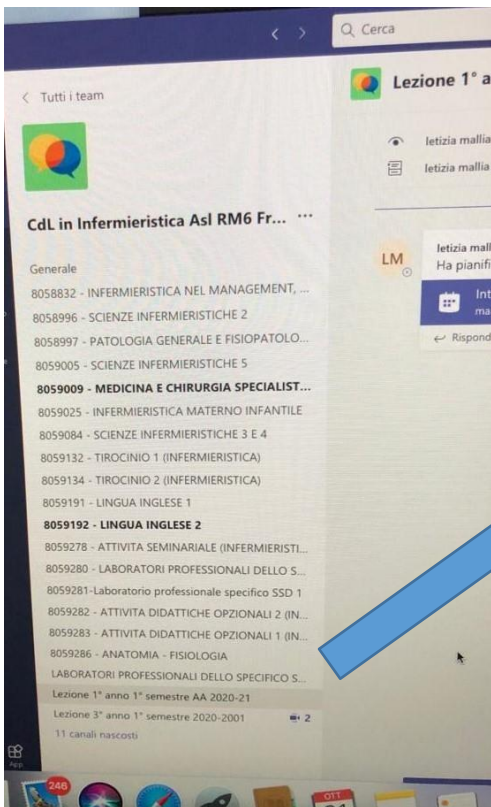 Cerca
Tutti i team
Lezione 1° a
letizia mallia
letizia mallia
CdL in Infermieristica Asl RM6 Fr... ...
LM
letizia mall
Ha pianifi
Int
ma
Rispond
Generale
8058832 - INFERMIERISTICA NEL MANAGEMENT, ...
8058996 - SCIENZE INFERMIERISTICHE 2
8058997 - PATOLOGIA GENERALE E FISIOPATOLO...
8059005 - SCIENZE INFERMIERISTICHE 5
8059009 - MEDICINA E CHIRURGIA SPECIALIST...
8059025 - INFERMIERISTICA MATERNO INFANTILE
8059084 - SCIENZE INFERMIERISTICHE 3 E 4
8059132 - TIROCINIO 1 (INFERMIERISTICA)
8059134 - TIROCINIO 2 (INFERMIERISTICA)
8059191 - LINGUA INGLESE 1
8059192 - LINGUA INGLESE 2
8059278 - ATTIVITA SEMINARIALE (INFERMIERISTI...
8059280 - LABORATORI PROFESSIONALI DELLO S...
8059281-Laboratorio professionale specifico SSD 1
8059282 - ATTIVITA DIDATTICHE OPZIONALI 2 (IN...
8059283 - ATTIVITA DIDATTICHE OPZIONALI 1 (IN...
8059286 - ANATOMIA - FISIOLOGIA
LABORATORI PROFESSIONALI DELLO SPECIFICO S...
Lezione 1° anno 1° semestre AA 2020-21
Lezione 3° anno 1° semestre 2020-2001 2
11 canali nascosti
App
246
OTT